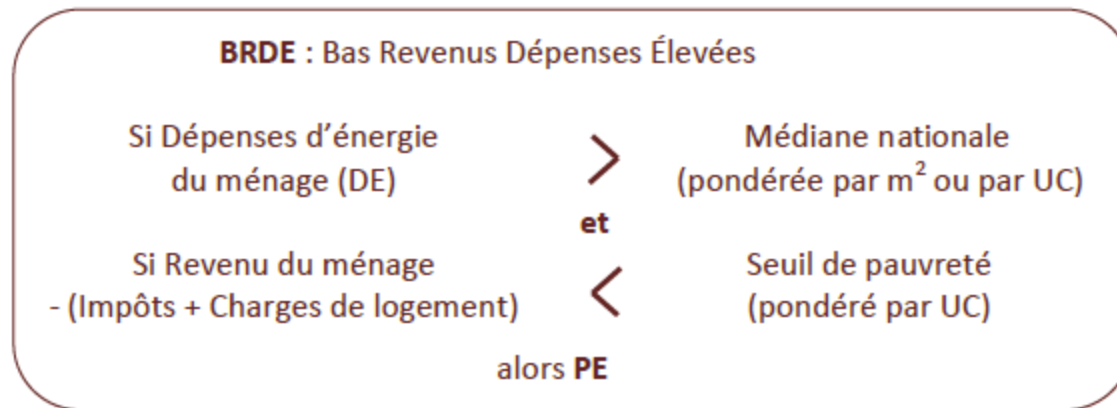 BRDE : Bas Revenus Dépenses Élevées
Si Dépenses d’énergie
du ménage (DE)
>
Médiane nationale
(pondérée par m² ou par UC)
et
Si Revenu du ménage
- (Impôts + Charges de logement)
<
Seuil de pauvreté
(pondéré par UC)
alors PE